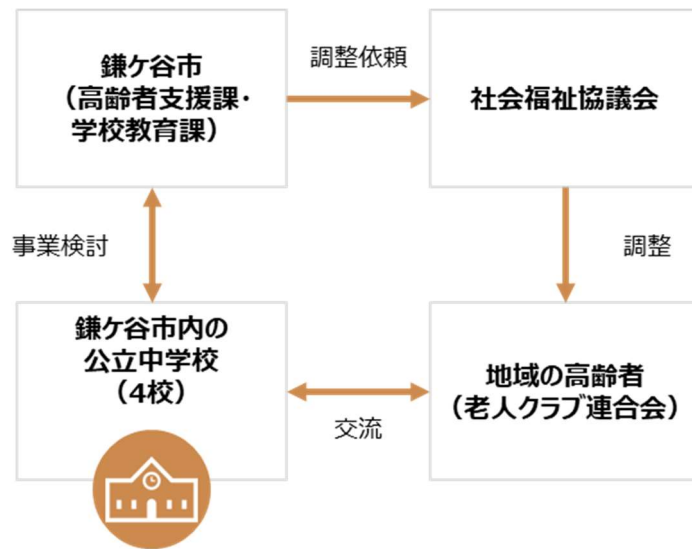 鎌ケ谷市
（高齢者支援課・
学校教育課）
調整依頼
社会福祉協議会
事業検討
調整
鎌ケ谷市内の
公立中学校
（4校）
交流
地域の高齢者
（老人クラブ連合会）